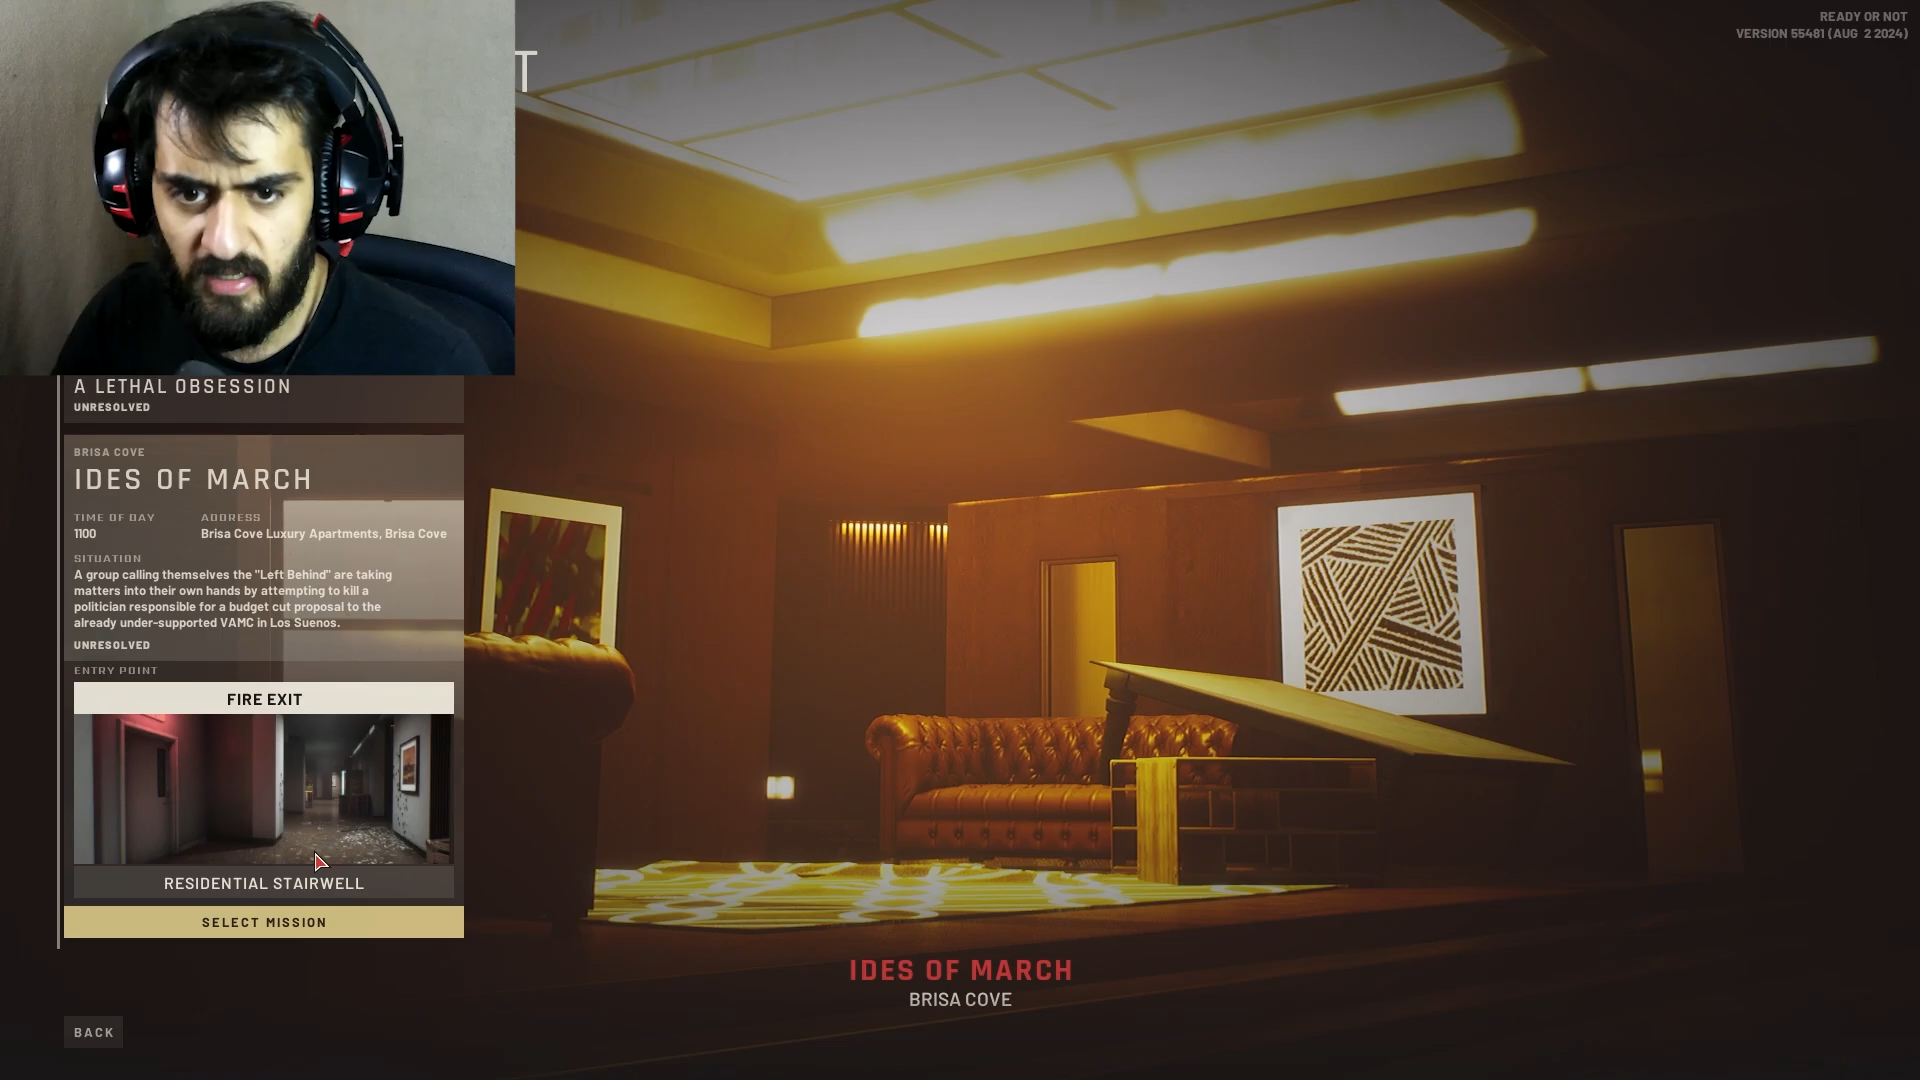 READY OR NOT
VERSION 55481 (AUG 2 2024)
T
A LETHAL OBSESSION
UNRESOLVED
BRISA COVE
IDES OF MARCH
TIME OF DAY
1100
ADDRESS
Brisa Cove Luxury Apartments, Brisa Cove
SITUATION
A group calling themselves the "Left Behind" are taking
matters into their own hands by attempting to kill a
politician responsible for a budget cut proposal to the
already under-supported VAMC in Los Suenos.
UNRESOLVED
ENTRY POINT
FIRE EXIT
RESIDENTIAL STAIRWELL
SELECT MISSION
IDES OF MARCH
BRISA COVE
BACK